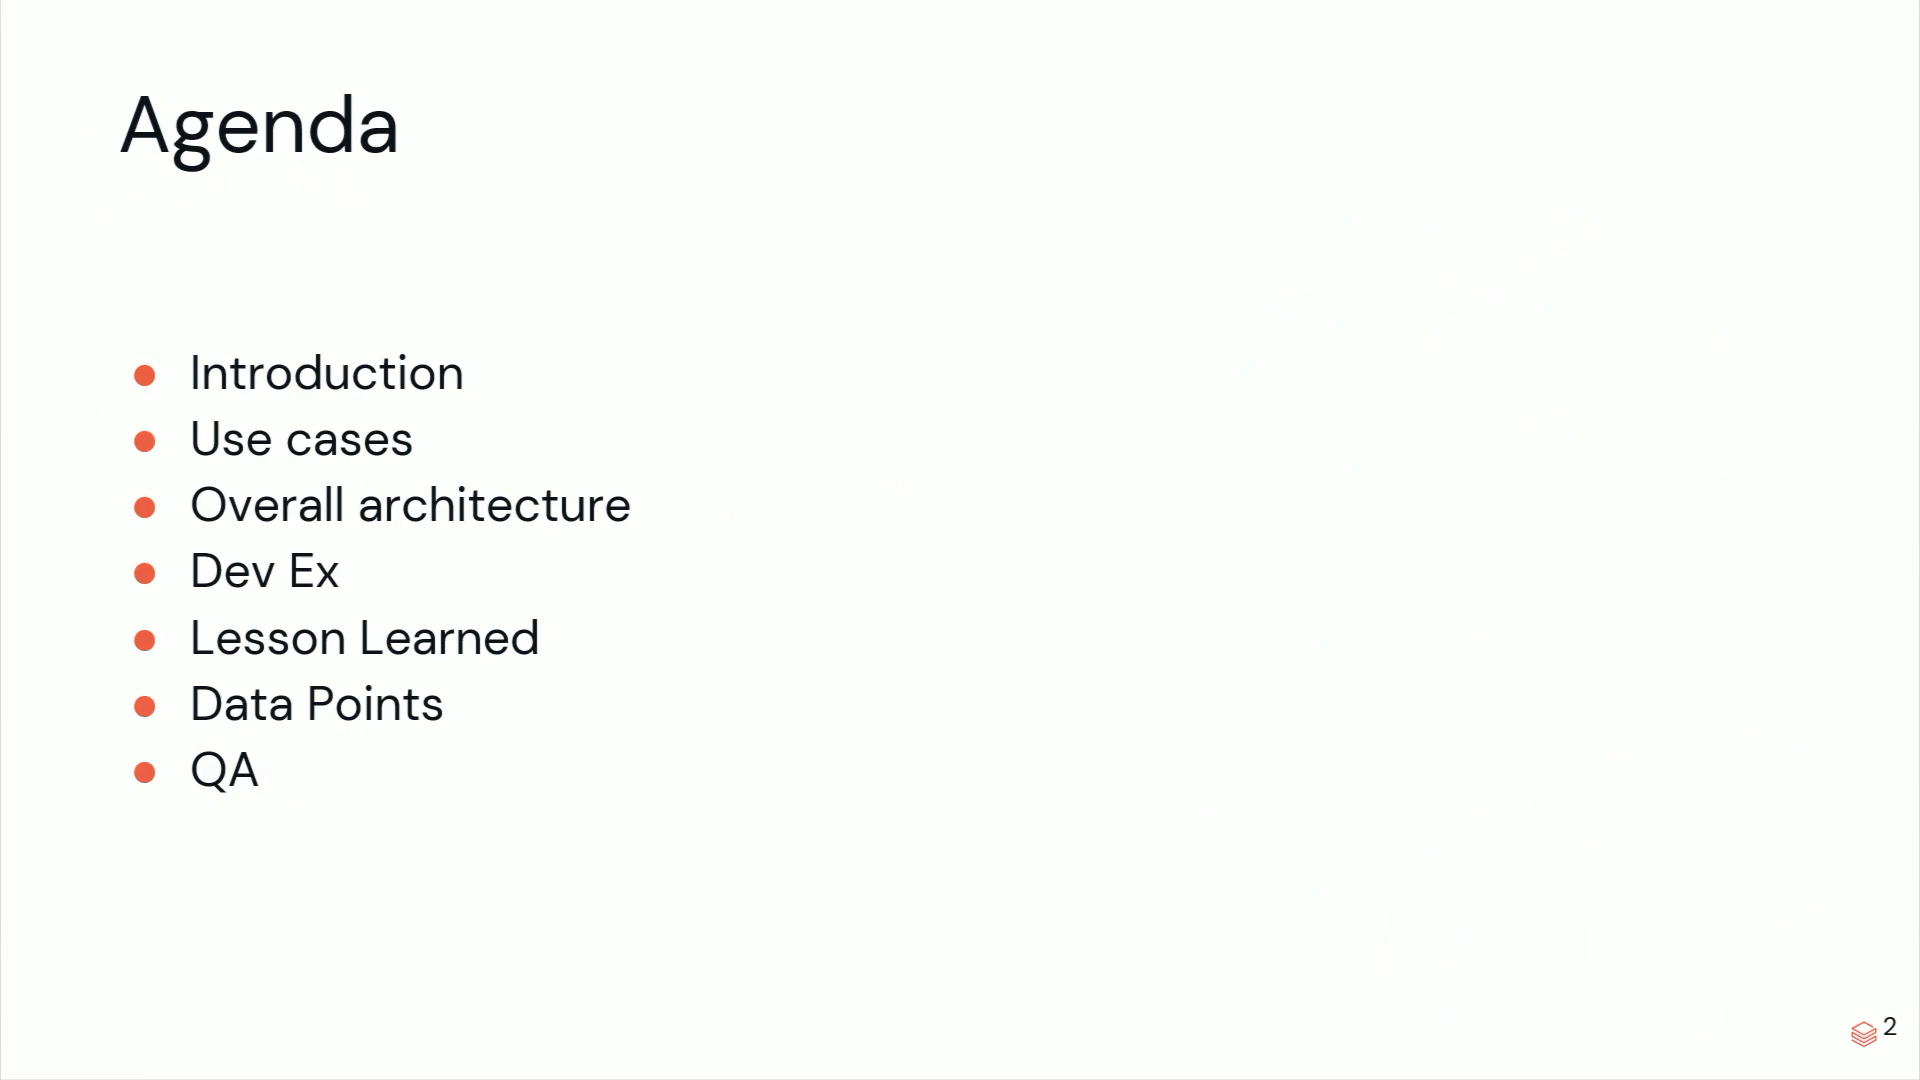 Agenda
Introduction
Use cases
Overall architecture
Dev Ex
Lesson Learned
Data Points
QA
2